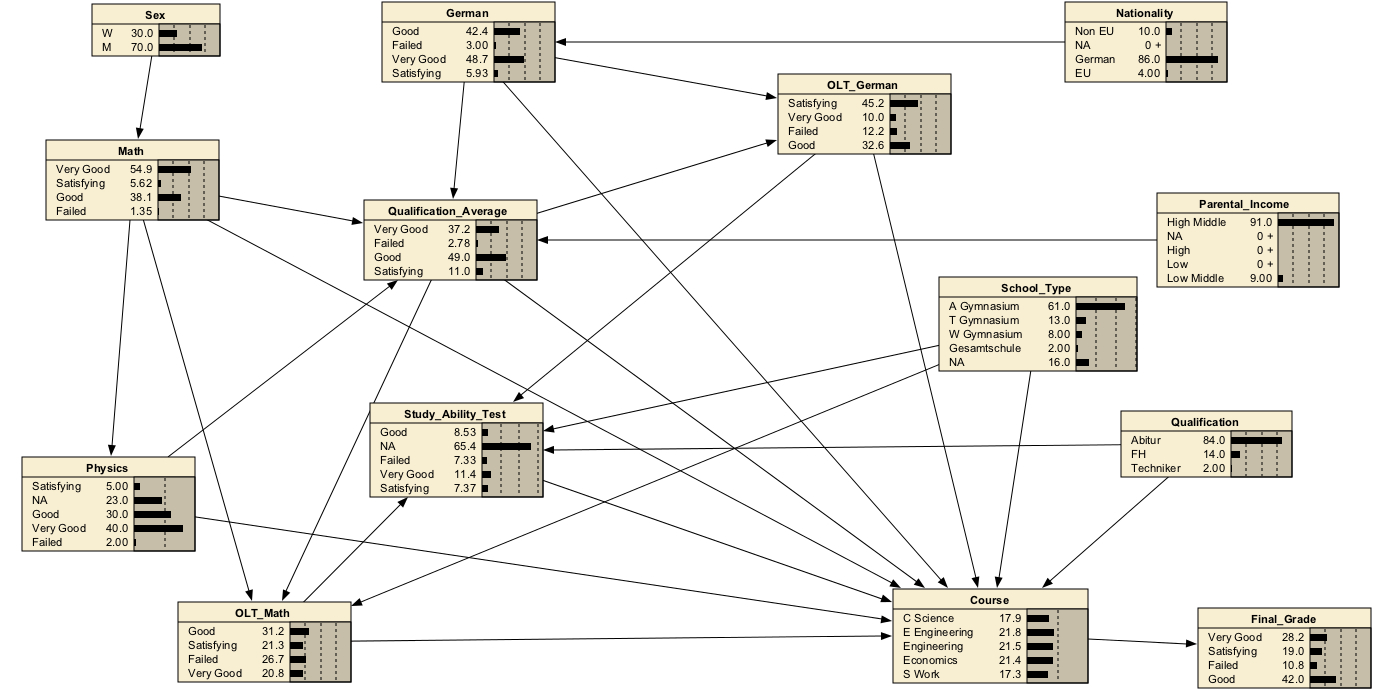 Sex
W 30.0
M 70.0
German
Good 42.4
Failed 3.00
Very Good 48.7
Satisfying 5.93
Nationality
Non EU 10.0
NA 0 +
German 86.0
EU 4.00
OLT_German
Satisfying 45.2
Very Good 10.0
Failed 12.2
Good 32.6
Math
Very Good 54.9
Satisfying 5.62
Good 38.1
Failed 1.35
Qualification_Average
Very Good 37.2
Failed 2.78
Good 49.0
Satisfying 11.0
Parental_Income
High Middle 91.0
NA 0 +
High 0 +
Low 0 +
Low Middle 9.00
School_Type
A Gymnasium 61.0
T Gymnasium 13.0
W Gymnasium 8.00
Gesamtschule 2.00
NA 16.0
Study_Ability_Test
Good 8.53
NA 65.4
Failed 7.33
Very Good 11.4
Satisfying 7.37
Qualification
Abitur 84.0
FH 14.0
Techniker 2.00
Physics
Satisfying 5.00
NA 23.0
Good 30.0
Very Good 40.0
Failed 2.00
OLT_Math
Good 31.2
Satisfying 21.3
Failed 26.7
Very Good 20.8
Course
C Science 17.9
E Engineering 21.8
Engineering 21.5
Economics 21.4
S Work 17.3
Final_Grade
Very Good 28.2
Satisfying 19.0
Failed 10.8
Good 42.0